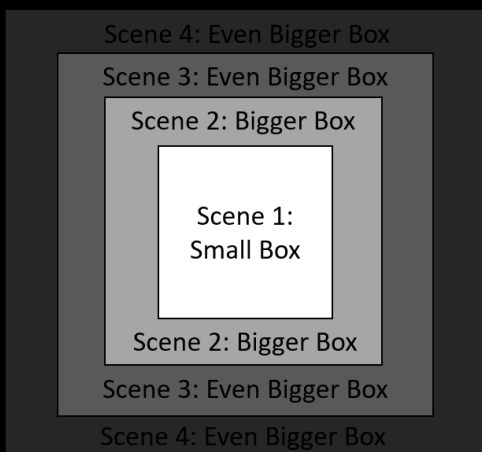 Scene 4: Even Bigger Box
Scene 3: Even Bigger Box
Scene 2: Bigger Box
Scene 1:
Small Box
Scene 2: Bigger Box
Scene 3: Even Bigger Box
Scene 4: Even Bigger Box